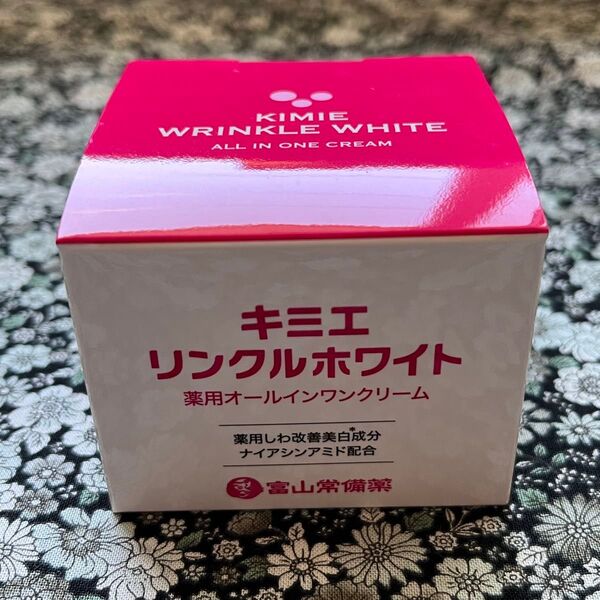 KIMIE
WRINKLE WHITE
ALL IN ONE CREAM
キミエ
リンクルホワイト
薬用オールインワンクリーム
薬用しわ改善美白*成分
ナイアシンアミド配合
富山常備薬